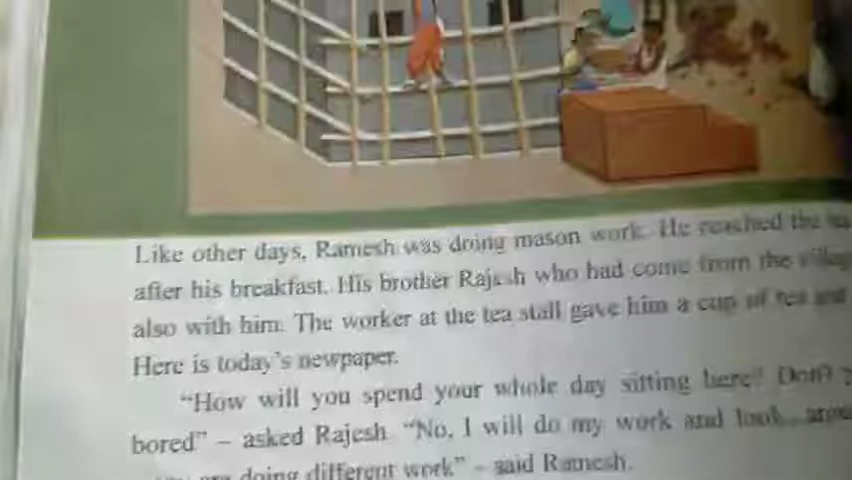 Like other days, Ramesh was doing mason work. He reached the
after his breakfast. His brother Rajesh who had come from the
also with him. The worker at the tea stall gave him a cup of tea and
Here is today's newpaper.
"How will you spend your whole day sitting here? Don't
bored" – asked Rajesh. "No, I will do my work and look
are doing different work" – said Ramesh.